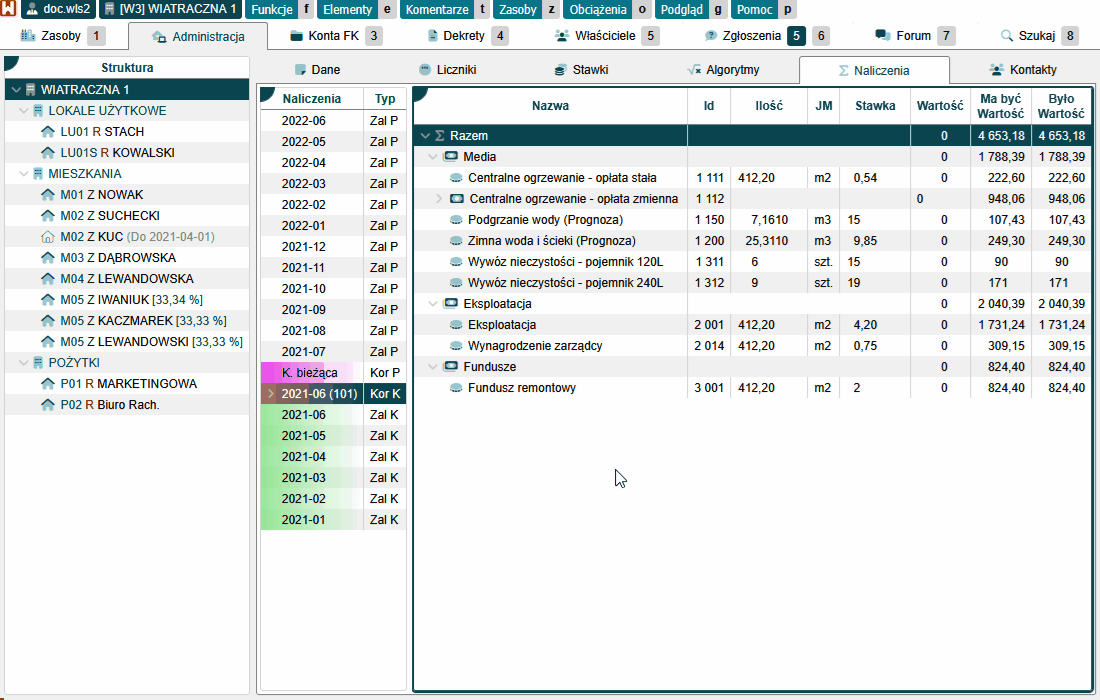 doc.wls2 [W3] WIATRACZNA 1 Funkcje f Elementy e Komentarze t Zasoby z Obciążenia o Podgląd g Pomoc p
Zasoby 1 Administracja Konta FK 3 Dekrety 4 Właściciele 5 Zgłoszenia 5 6 Forum 7 Szukaj 8
Struktura
WIATRACZNA 1
LOKALE UŻYTKOWE
LU01 R STACH
LU01S R KOWALSKI
MIESZKANIA
M01 Z NOWAK
M02 Z SUCHECKI
M02 Z KUC (Do 2021-04-01)
M03 Z DĄBROWSKA
M04 Z LEWANDOWSKA
M05 Z IWANIUK [33,34 %]
M05 Z KACZMAREK [33,33 %]
M05 Z LEWANDOWSKI [33,33 %]
POŻYTKI
P01 R MARKETINGOWA
P02 R Biuro Rach.
Dane Liczniki Stawki Algorytmy Naliczenia Kontakty
Naliczenia Typ
2022-06 Zal P
2022-05 Zal P
2022-04 Zal P
2022-03 Zal P
2022-02 Zal P
2022-01 Zal P
2021-12 Zal P
2021-11 Zal P
2021-10 Zal P
2021-09 Zal P
2021-08 Zal P
2021-07 Zal P
K. bieżąca Kor P
2021-06 (101) Kor K
2021-06 Zal K
2021-05 Zal K
2021-04 Zal K
2021-03 Zal K
2021-02 Zal K
2021-01 Zal K
Nazwa Id Ilość JM Stawka Wartość Ma być Wartość Było Wartość
Razem 0 4 653,18 4 653,18
Media 0 1 788,39 1 788,39
Centralne ogrzewanie - opłata stała 1 111 412,20 m2 0,54 0 222,60 222,60
Centralne ogrzewanie - opłata zmienna 1 112 0 948,06 948,06
Podgrzanie wody (Prognoza) 1 150 7,1610 m3 15 0 107,43 107,43
Zimna woda i ścieki (Prognoza) 1 200 25,3110 m3 9,85 0 249,30 249,30
Wywóz nieczystości - pojemnik 120L 1 311 6 szt. 15 0 90 90
Wywóz nieczystości - pojemnik 240L 1 312 9 szt. 19 0 171 171
Eksploatacja 0 2 040,39 2 040,39
Eksploatacja 2 001 412,20 m2 4,20 0 1 731,24 1 731,24
Wynagrodzenie zarządcy 2 014 412,20 m2 0,75 0 309,15 309,15
Fundusze 0 824,40 824,40
Fundusz remontowy 3 001 412,20 m2 2 0 824,40 824,40